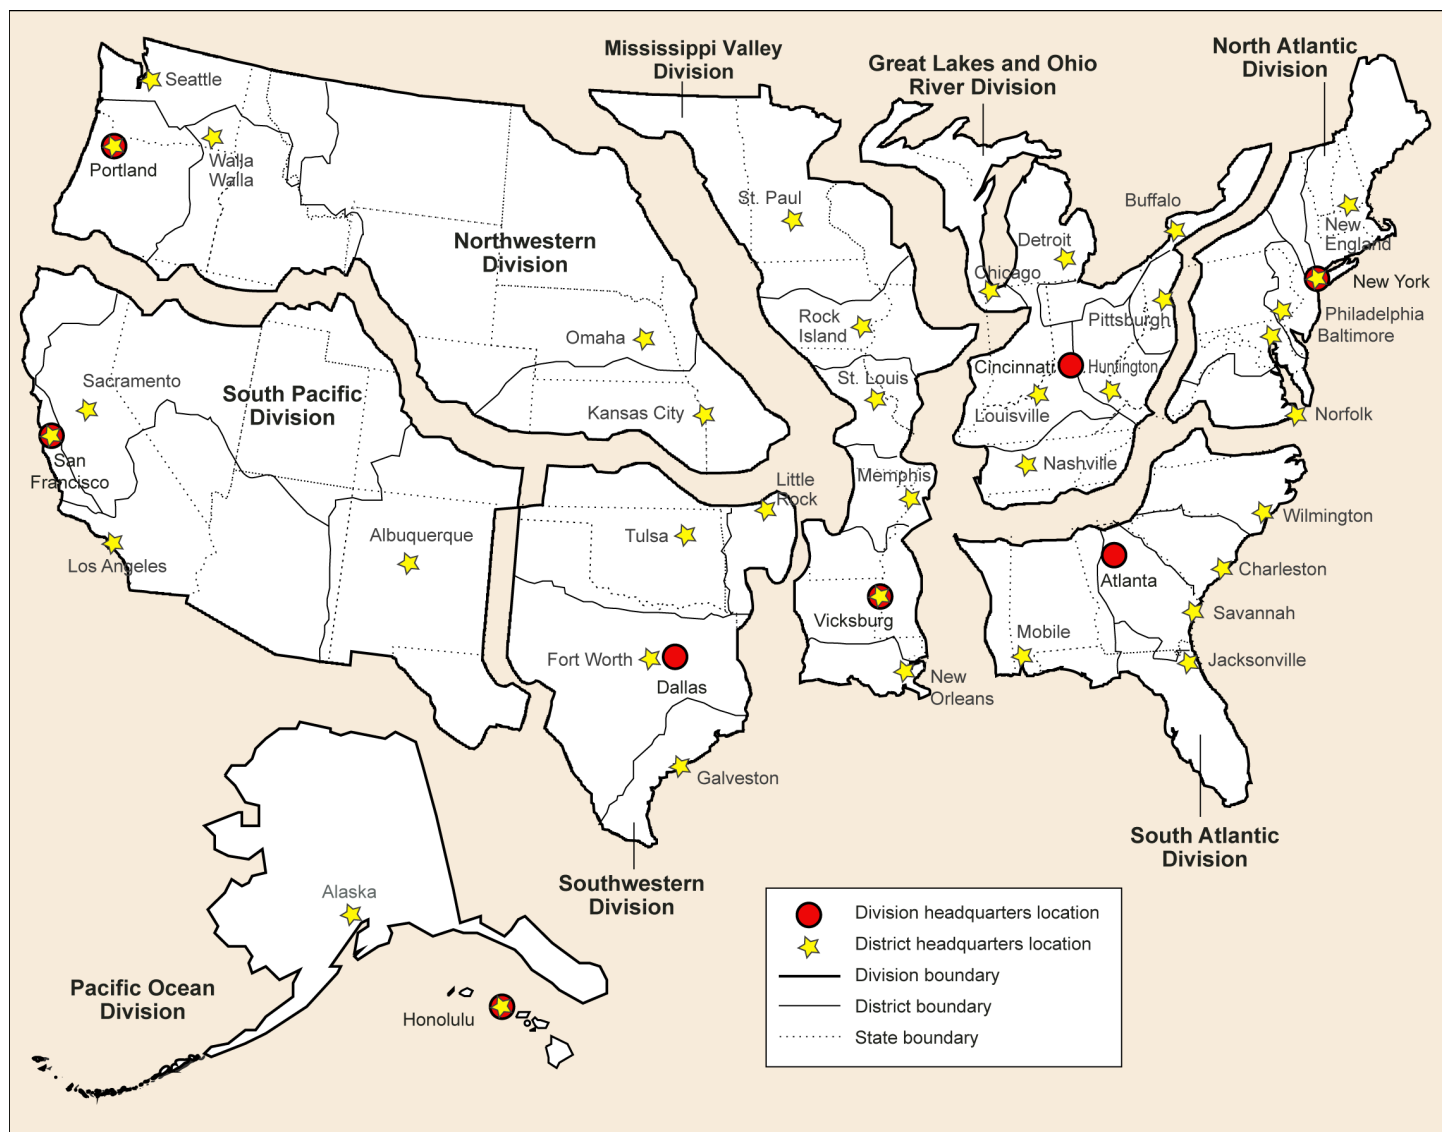 Mississippi Valley
Division
Great Lakes and Ohio
River Division
North Atlantic
Division
Seattle
Portland
Walla
Walla
Northwestern
Division
Omaha
Kansas City
St. Paul
Rock
Island
St. Louis
Memphis
Vicksburg
New
Orleans
Buffalo
Detroit
Chicago
Pittsburgh
Cincinnati
Huntington
Louisville
Nashville
New
England
New York
Philadelphia
Baltimore
Norfolk
Sacramento
South Pacific
Division
San
Francisco
Los Angeles
Albuquerque
Little
Rock
Tulsa
Fort Worth
Dallas
Galveston
Southwestern
Division
Wilmington
Atlanta
Charleston
Savannah
Mobile
Jacksonville
South Atlantic
Division
Alaska
Pacific Ocean
Division
Honolulu
Division headquarters location
District headquarters location
Division boundary
District boundary
State boundary